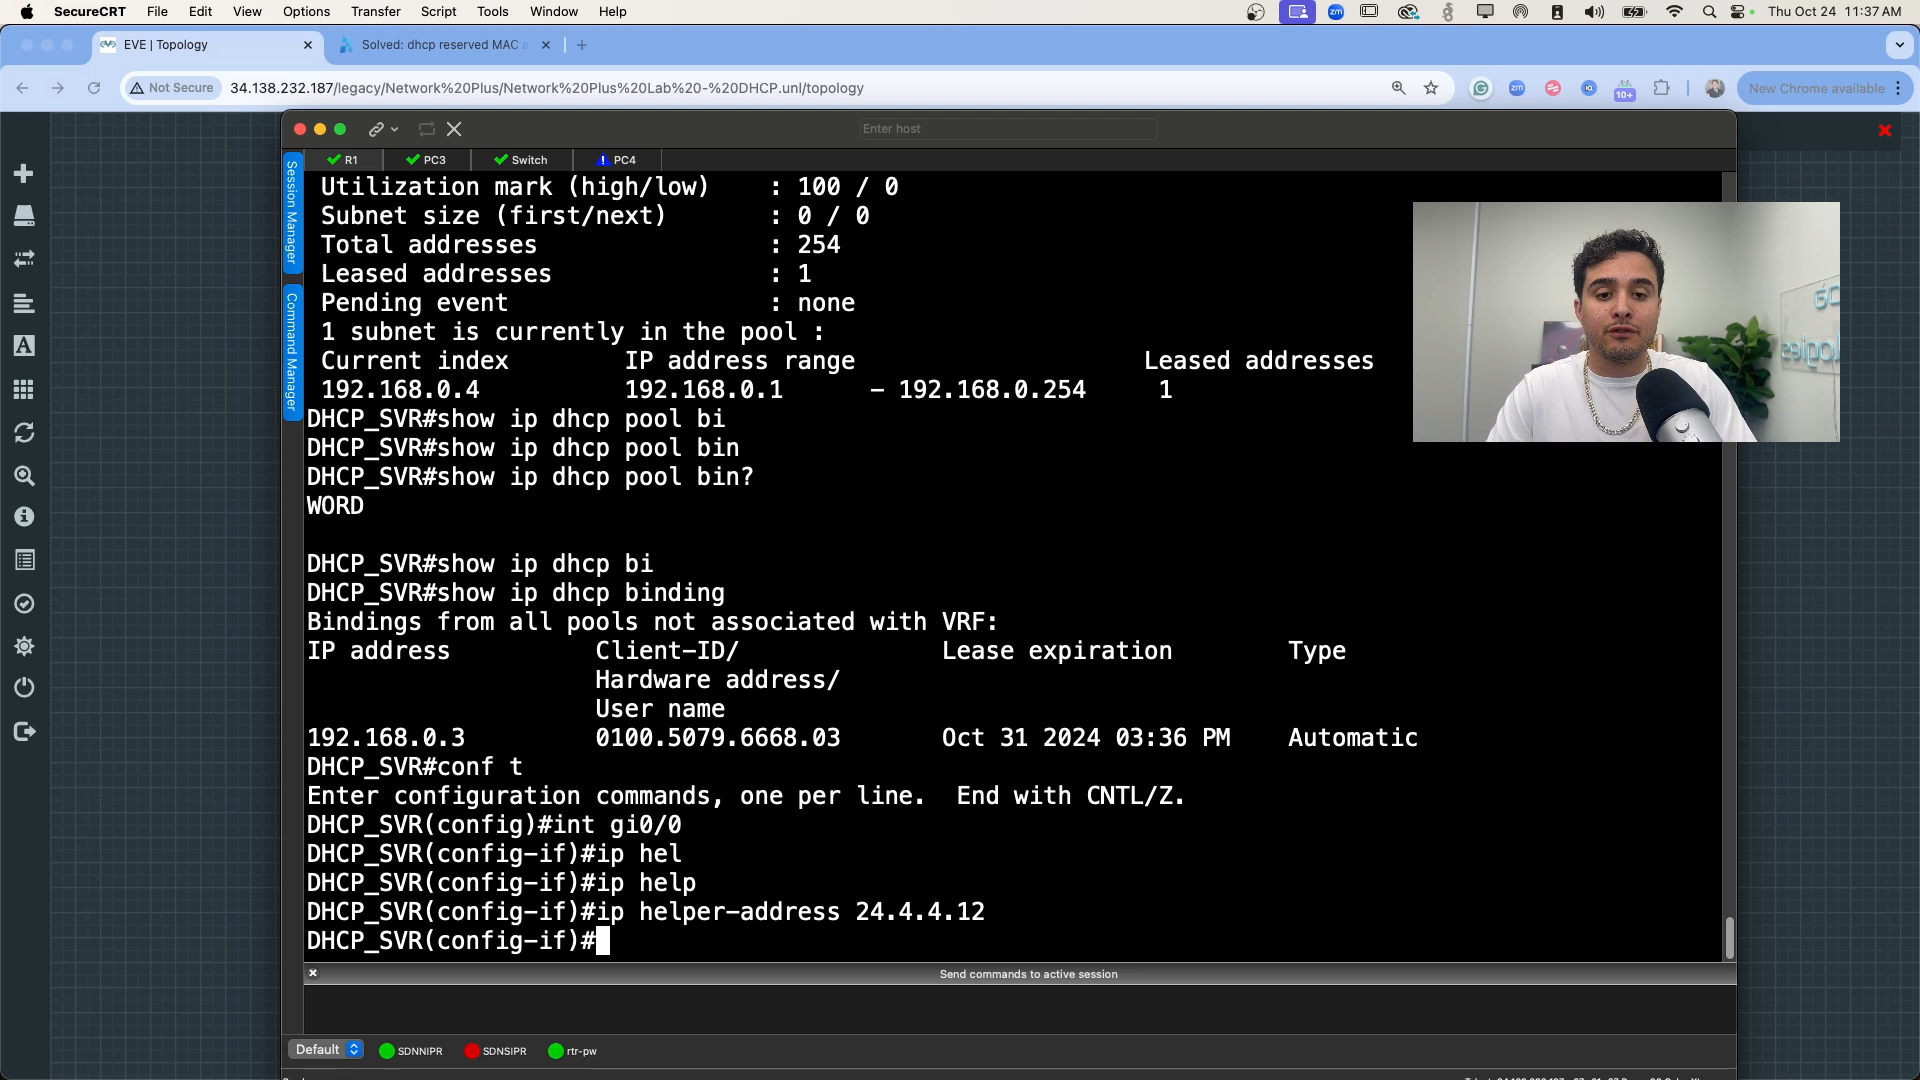 SecureCRT File Edit View Options Transfer Script Tools Window Help
zm
Thu Oct 24 11:37 AM
EVE | Topology
Solved: dhcp reserved MAC a
Not Secure 34.138.232.187/legacy/Network%20Plus/Network%20Plus%20Lab%20-%20DHCP.unl/topology
zm
10+
New Chrome available
Enter host
R1 PC3 Switch PC4
Session Manager
Command Manager
Utilization mark (high/low) : 100 / 0
Subnet size (first/next) : 0 / 0
Total addresses : 254
Leased addresses : 1
Pending event : none
1 subnet is currently in the pool :
Current index IP address range Leased addresses
192.168.0.4 192.168.0.1 - 192.168.0.254 1
DHCP_SVR#show ip dhcp pool bi
DHCP_SVR#show ip dhcp pool bin
DHCP_SVR#show ip dhcp pool bin?
WORD
DHCP_SVR#show ip dhcp bi
DHCP_SVR#show ip dhcp binding
Bindings from all pools not associated with VRF:
IP address Client-ID/ Lease expiration Type
Hardware address/
User name
192.168.0.3 0100.5079.6668.03 Oct 31 2024 03:36 PM Automatic
DHCP_SVR#conf t
Enter configuration commands, one per line. End with CNTL/Z.
DHCP_SVR(config)#int gi0/0
DHCP_SVR(config-if)#ip hel
DHCP_SVR(config-if)#ip help
DHCP_SVR(config-if)#ip helper-address 24.4.4.12
DHCP_SVR(config-if)#
Send commands to active session
Default SDNNIPR SDNSIPR rtr-pw